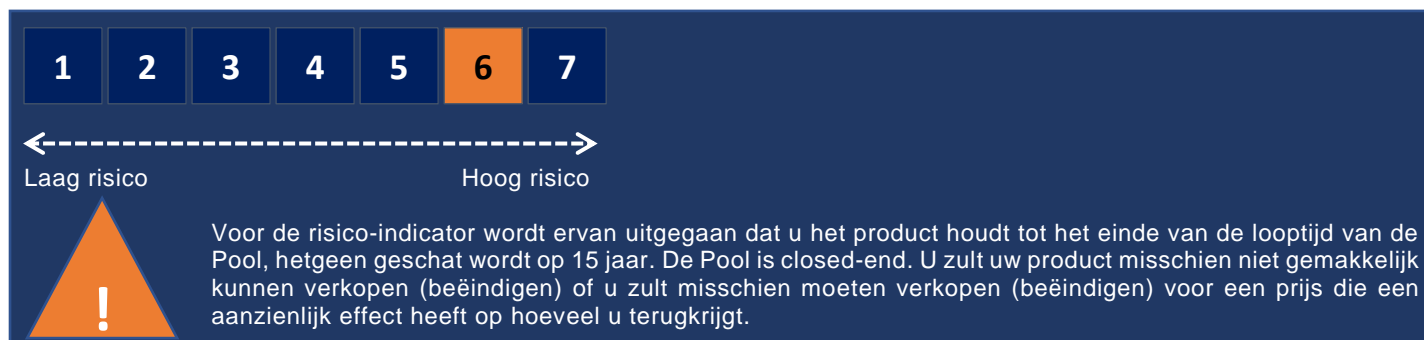 1 2 3 4 5 6 7
Laag risico Hoog risico
Voor de risico-indicator wordt ervan uitgegaan dat u het product houdt tot het einde van de looptijd van de
Pool, hetgeen geschat wordt op 15 jaar. De Pool is closed-end. U zult uw product misschien niet gemakkelijk
kunnen verkopen (beëindigen) of u zult misschien moeten verkopen (beëindigen) voor een prijs die een
aanzienlijk effect heeft op hoeveel u terugkrijgt.
!